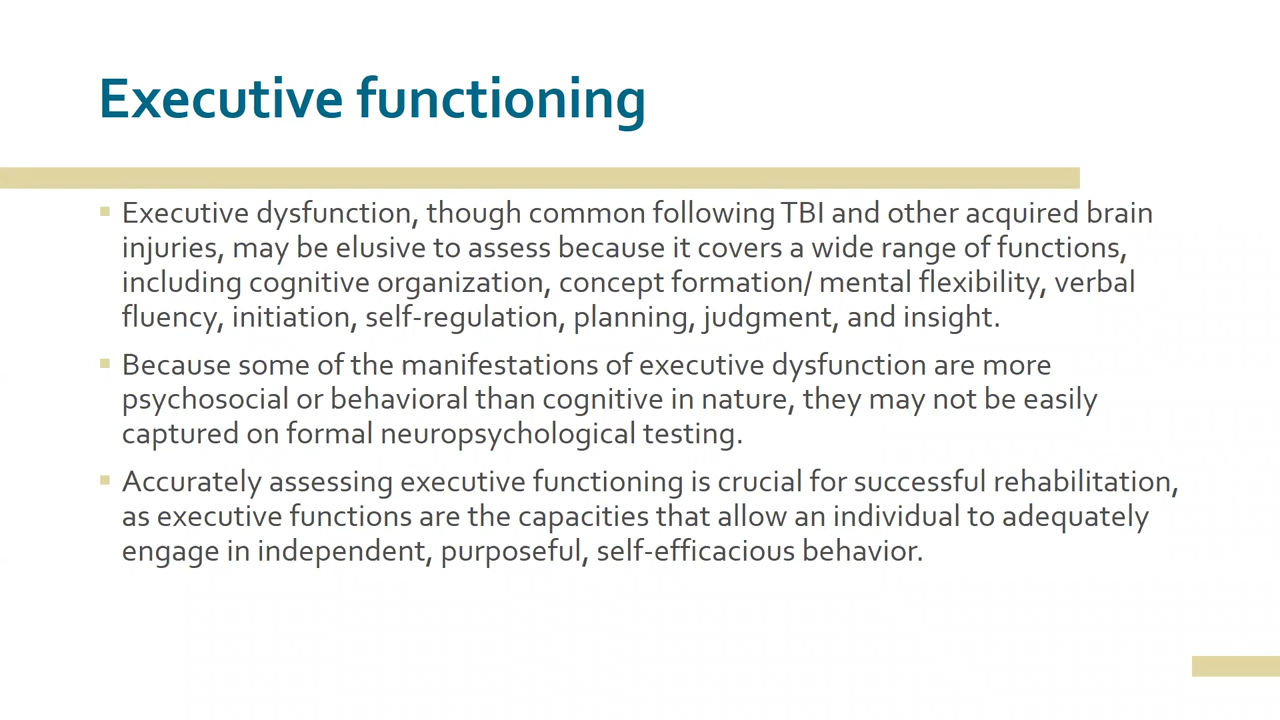 Executive functioning
Executive dysfunction, though common following TBI and other acquired brain
injuries, may be elusive to assess because it covers a wide range of functions,
including cognitive organization, concept formation/ mental flexibility, verbal
fluency, initiation, self-regulation, planning, judgment, and insight.
Because some of the manifestations of executive dysfunction are more
psychosocial or behavioral than cognitive in nature, they may not be easily
captured on formal neuropsychological testing.
Accurately assessing executive functioning is crucial for successful rehabilitation,
as executive functions are the capacities that allow an individual to adequately
engage in independent, purposeful, self-efficacious behavior.